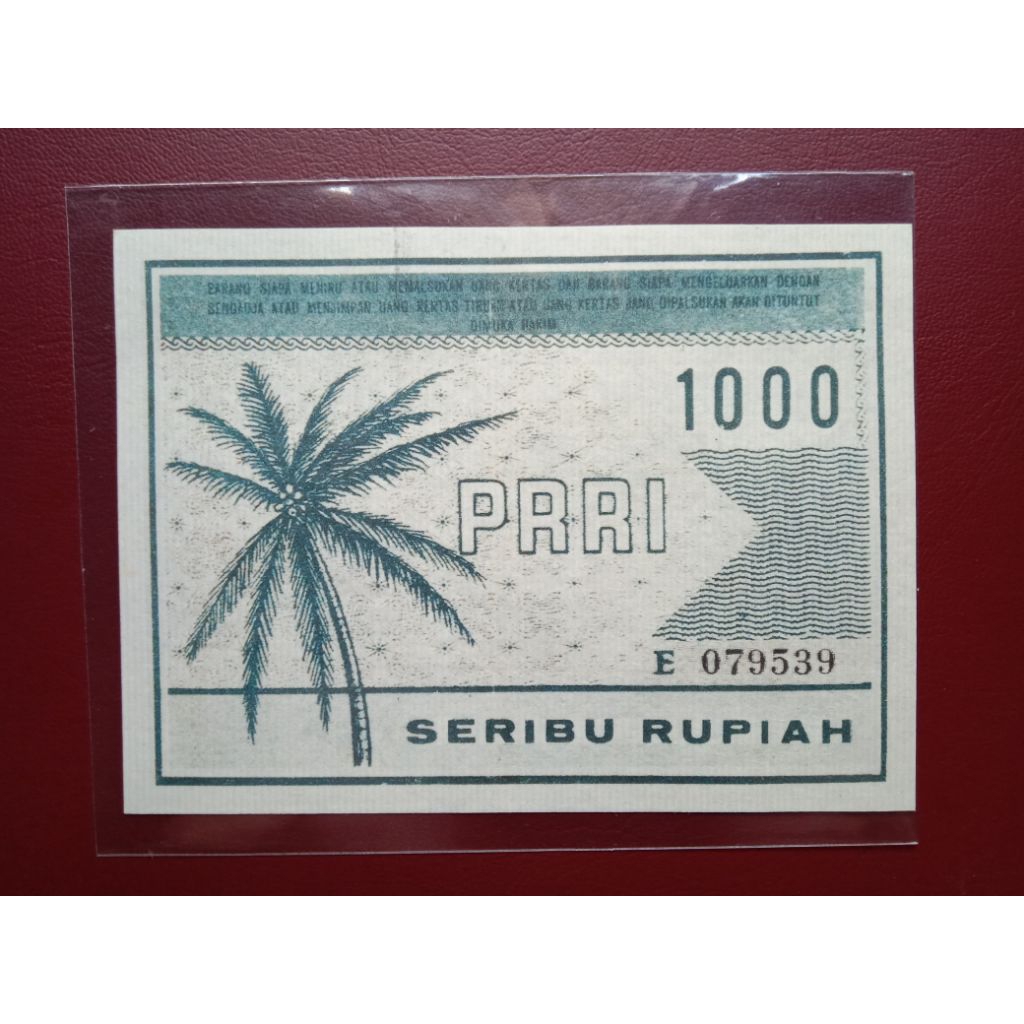 BARANG SIAPA MENIRU ATAU MEMALSUKAN UANG KERTAS DAN BARANG SIAPA MENGELUARKAN DENGAN
SENGADJA ATAU MENJIMPAN UANG KERTAS TIRUAN ATAU UANG KERTAS JANG DIPALSUKAN AKAN DITUNTUT
DIMUKA HAKIM
1000
PRRI
E 079539
SERIBU RUPIAH